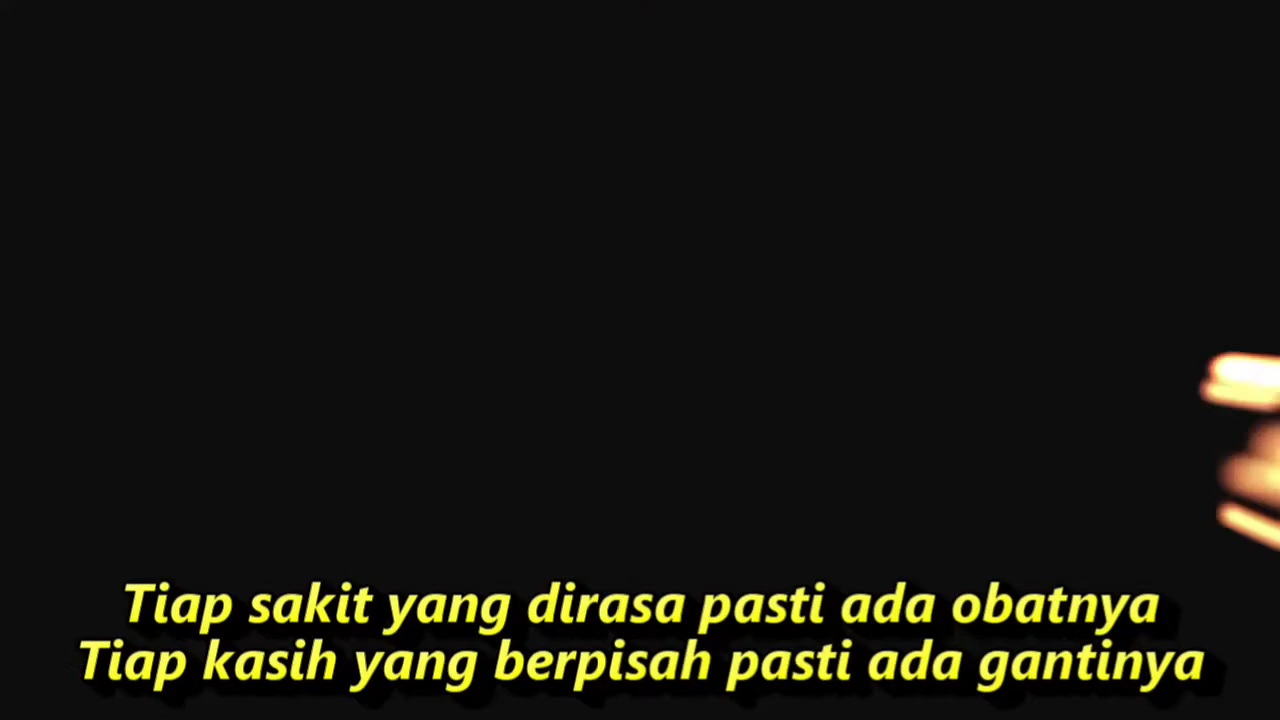 Tiap sakit yang dirasa pasti ada obatnya
Tiap kasih yang berpisah pasti ada gantinya